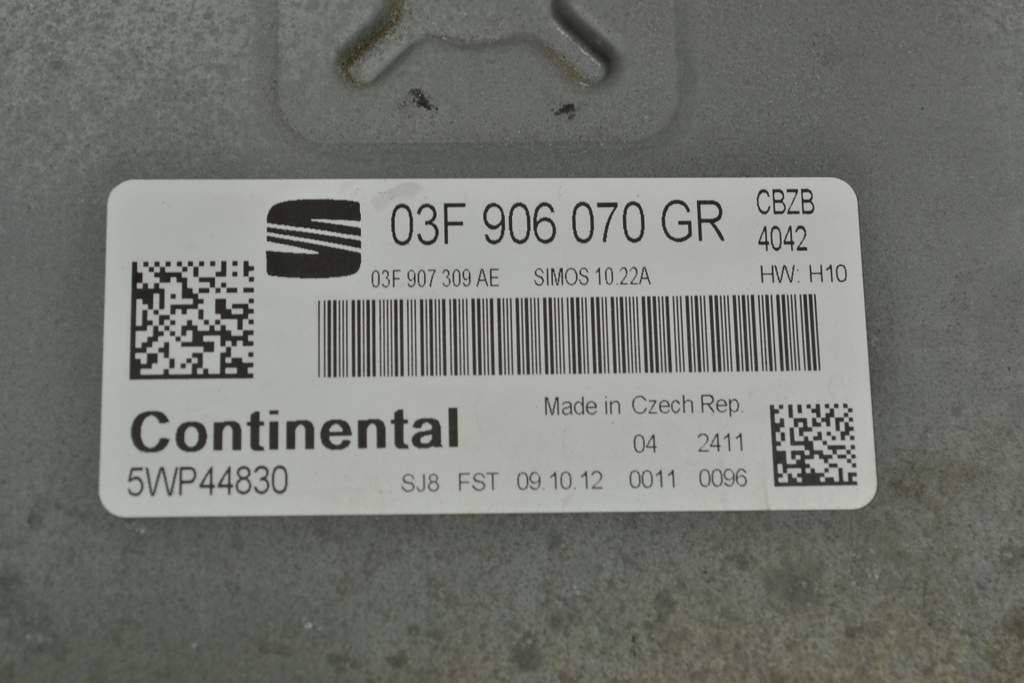 03F 906 070 GR
CBZB
4042
03F 907 309 AE SIMOS 10.22A HW: H10
Continental
Made in Czech Rep.
04 2411
5WP44830
SJ8 FST 09.10.12 0011 0096